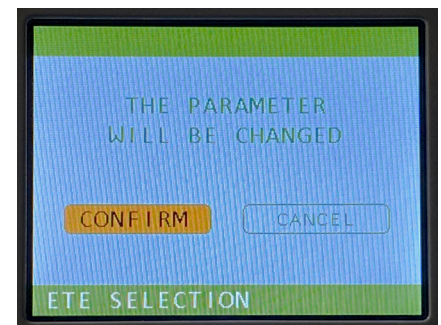 THE PARAMETER
WILL BE CHANGED
CONFIRM
CANCEL
ETE SELECTION